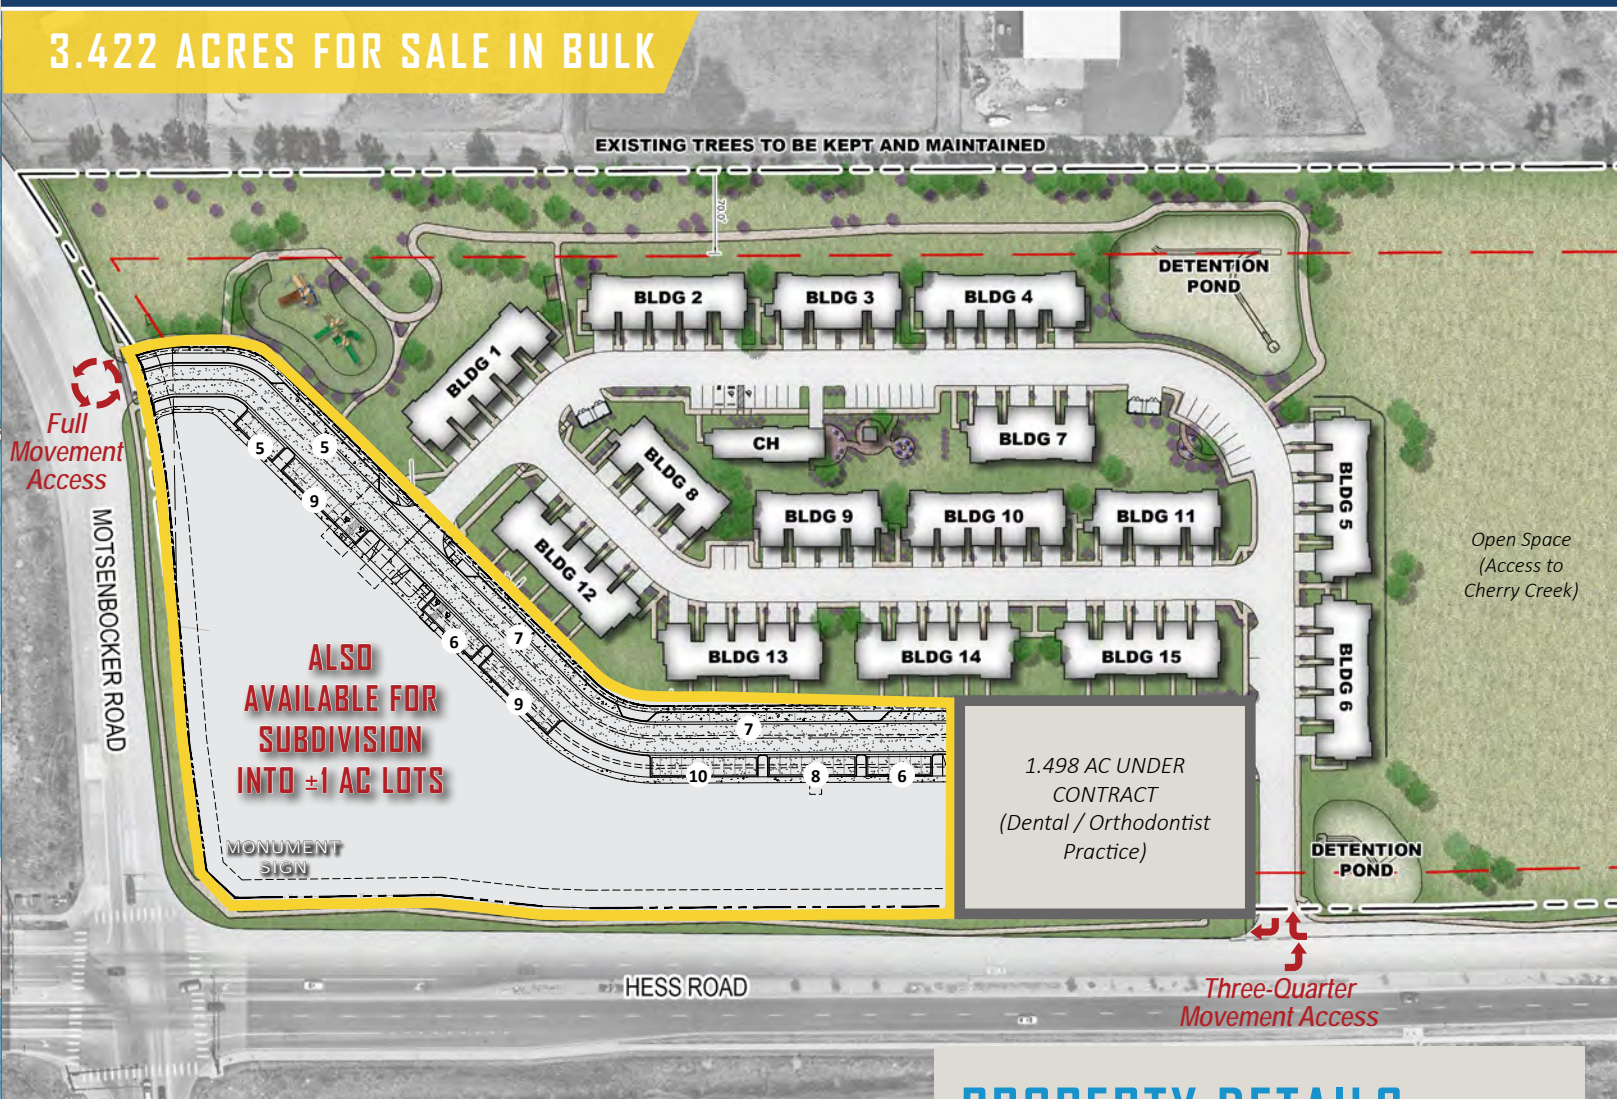 3.422 ACRES FOR SALE IN BULK
EXISTING TREES TO BE KEPT AND MAINTAINED
70.0'
DETENTION
POND
BLDG 2
BLDG 3
BLDG 4
BLDG 1
Full
Movement
Access
5
5
9
CH
BLDG 7
BLDG 8
BLDG 5
BLDG 9
BLDG 10
BLDG 11
Open Space
(Access to
Cherry Creek)
MOTSENBOCKER ROAD
BLDG 12
6
7
9
BLDG 13
BLDG 14
BLDG 15
BLDG 6
ALSO
AVAILABLE FOR
SUBDIVISION
INTO ±1 AC LOTS
7
10
8
6
1.498 AC UNDER
CONTRACT
(Dental / Orthodontist
Practice)
MONUMENT
SIGN
DETENTION
POND
HESS ROAD
Three-Quarter
Movement Access
PROPERTY DETAILS